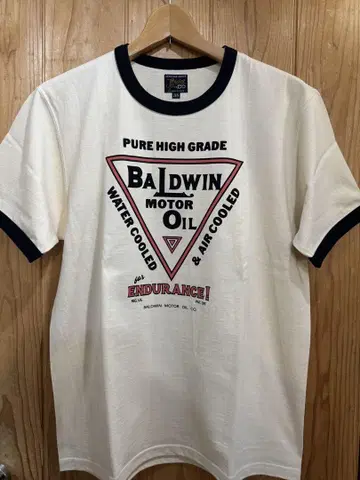 PURE HIGH GRADE
BALDWIN
MOTOR
OIL
WATER COOLED
& AIR COOLED
for
ENDURANCE!
BALDWIN MOTOR OIL CO.